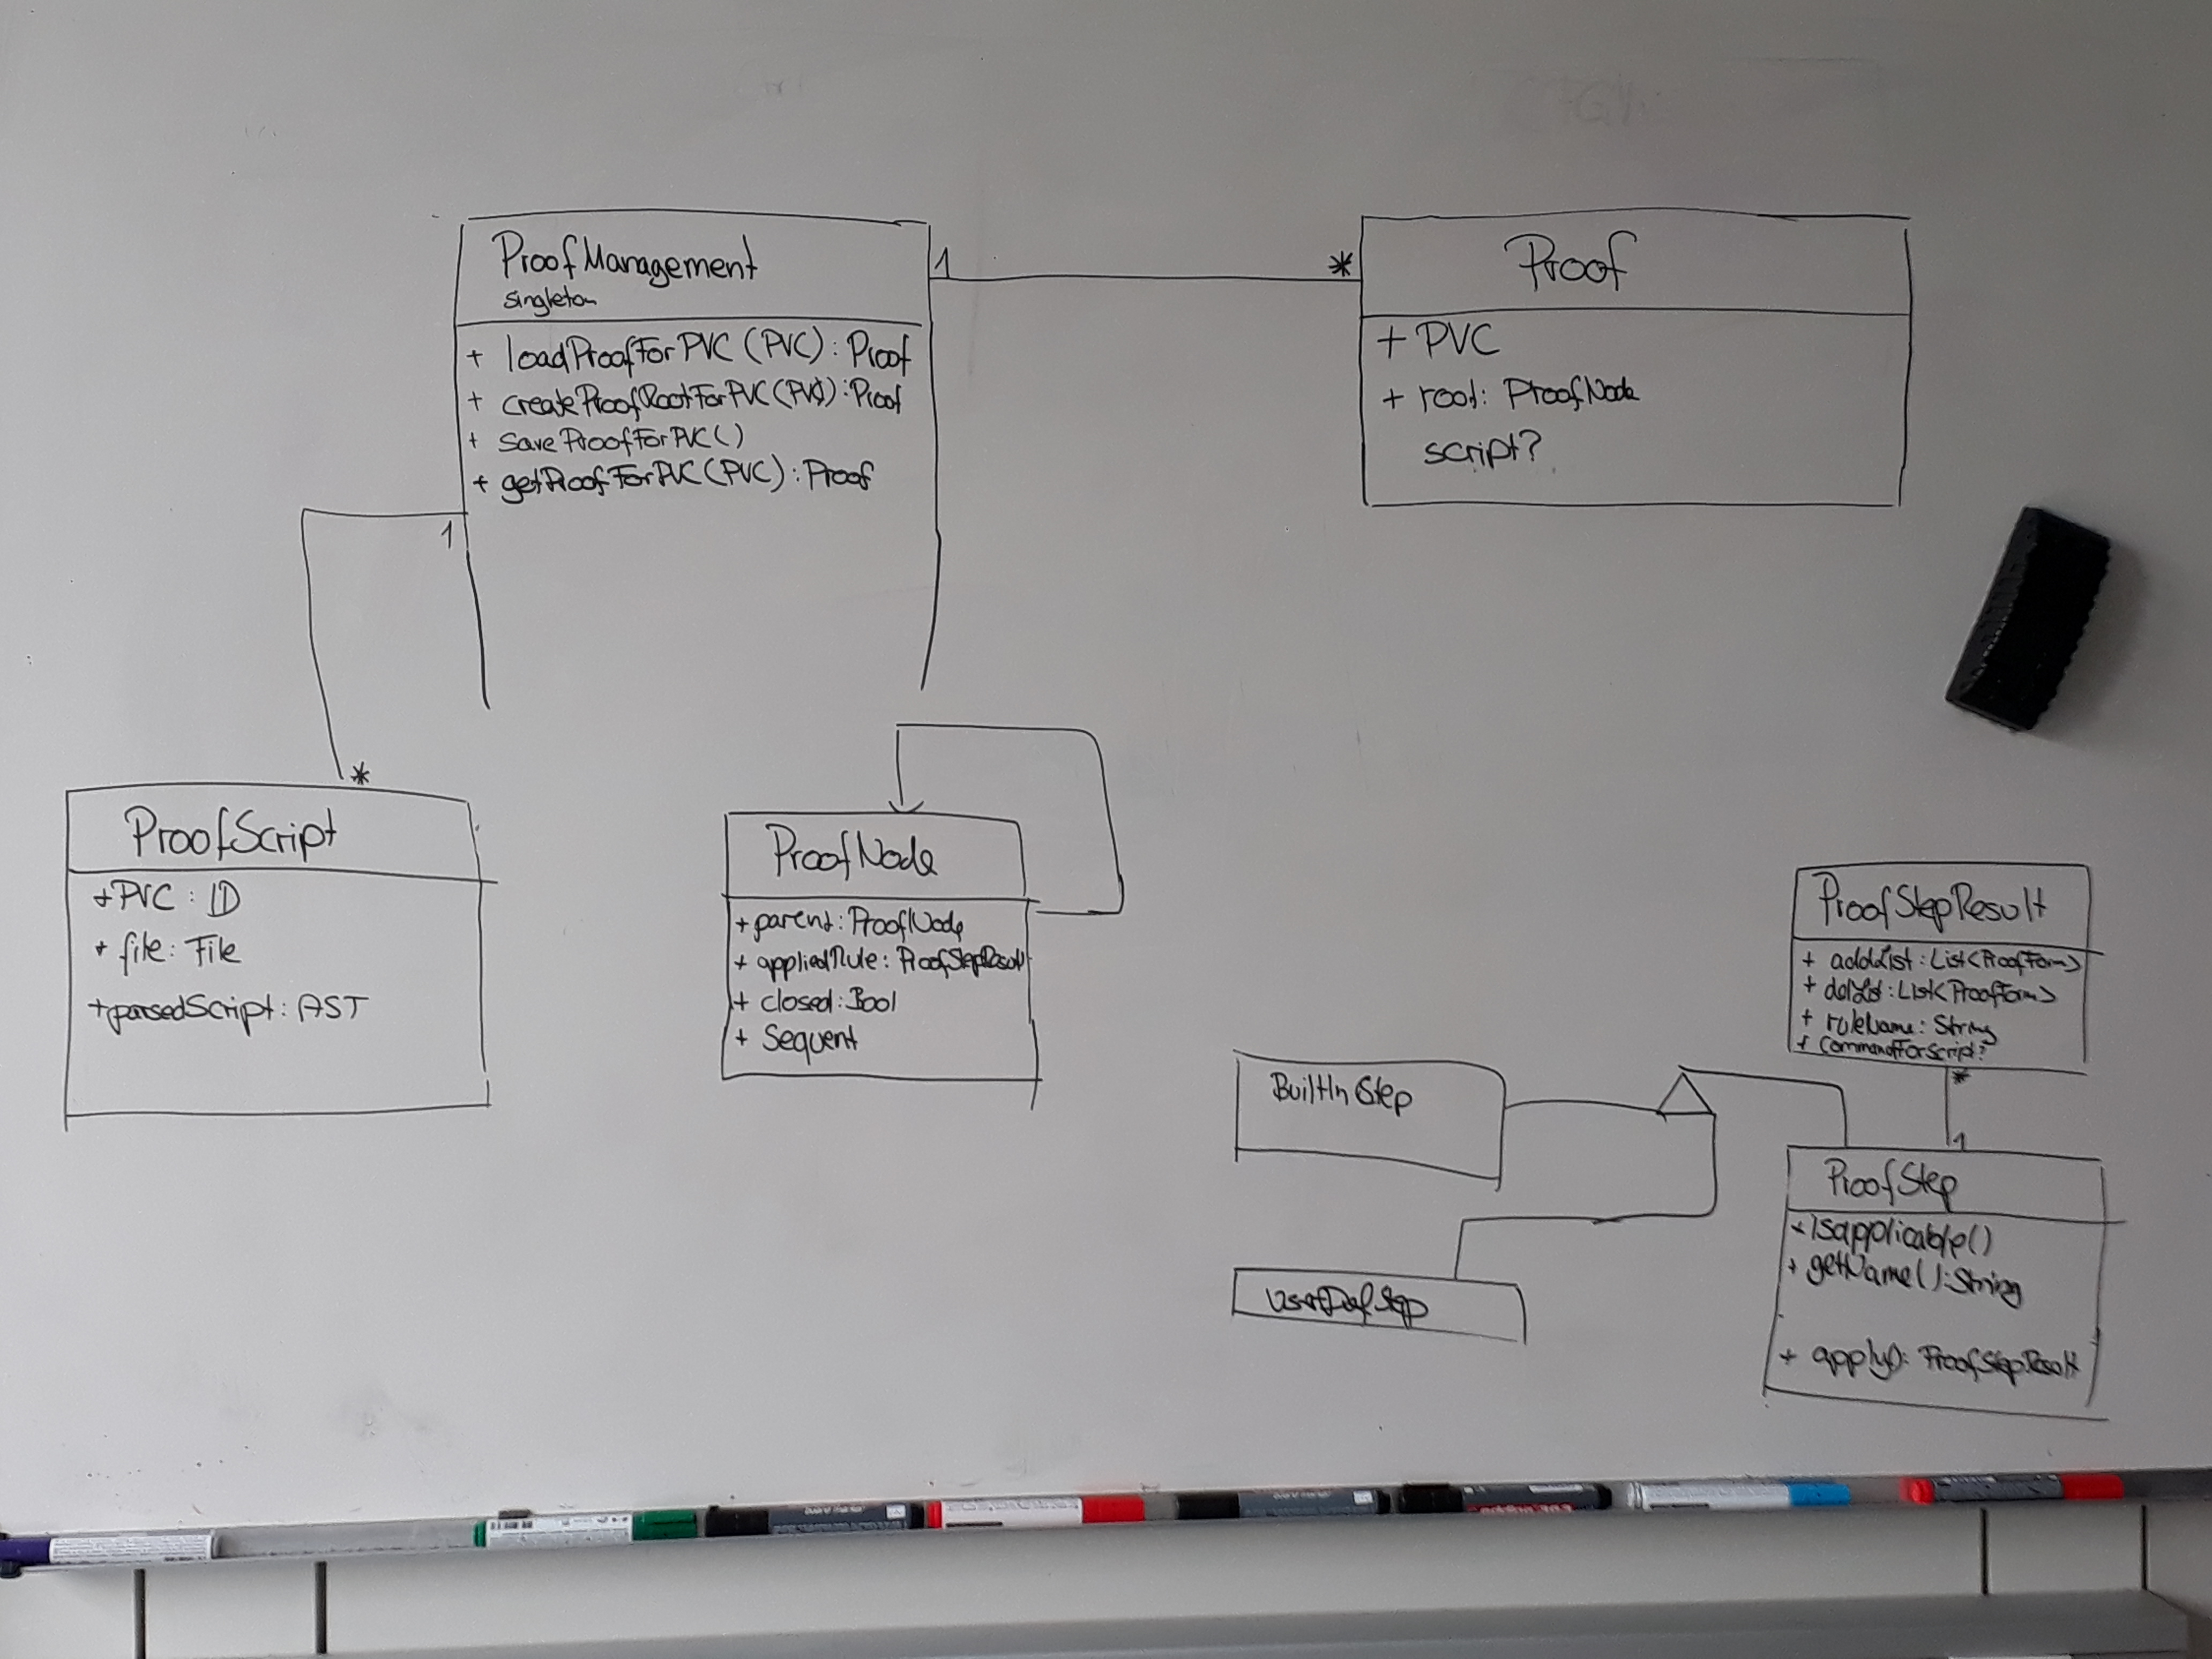 ProofManagement
singleton
+ loadProofForPVC (PVC) : Proof
+ createProofRootForPVC (PVC) : Proof
+ saveProofForPVC ()
+ getProofForPVC (PVC) : Proof
1
*
Proof
+ PVC
+ root: ProofNode
script?
1
*
ProofScript
+ PVC : ID
+ file: File
+ parsedScript: AST
ProofNode
+ parent: ProofNode
+ appliedRule: ProofStepResult
+ closed: Bool
+ Sequent
ProofStepResult
+ addList : List<ProofForm>
+ delList : List<ProofForm>
+ ruleName: String
+ CommandForScript?
*
1
BuiltInStep
UserDefStep
ProofStep
+ Isapplicable()
+ getName(): String
+ apply(): ProofStepResult